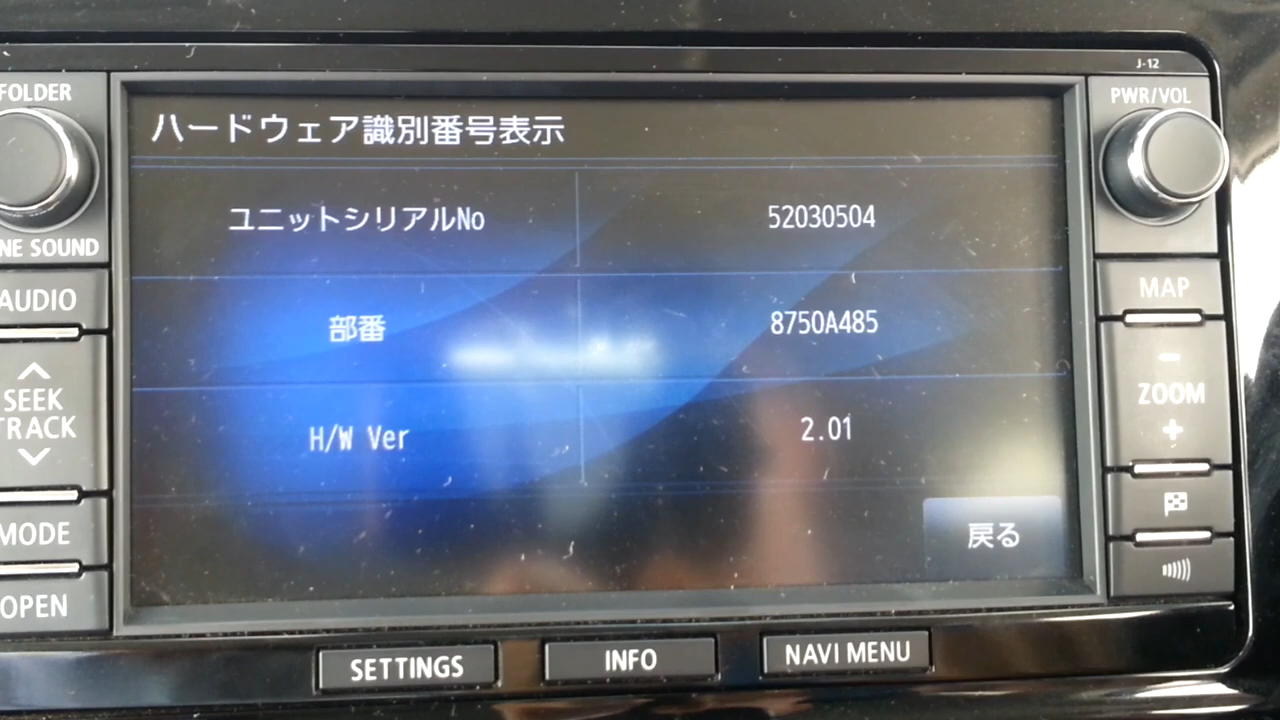 J-12
FOLDER
PWR/VOL
ハードウェア識別番号表示
ユニットシリアルNo
52030504
NE SOUND
AUDIO
MAP
部番
8750A485
SEEK
TRACK
ZOOM
H/W Ver
2.01
MODE
戻る
OPEN
SETTINGS
INFO
NAVI MENU